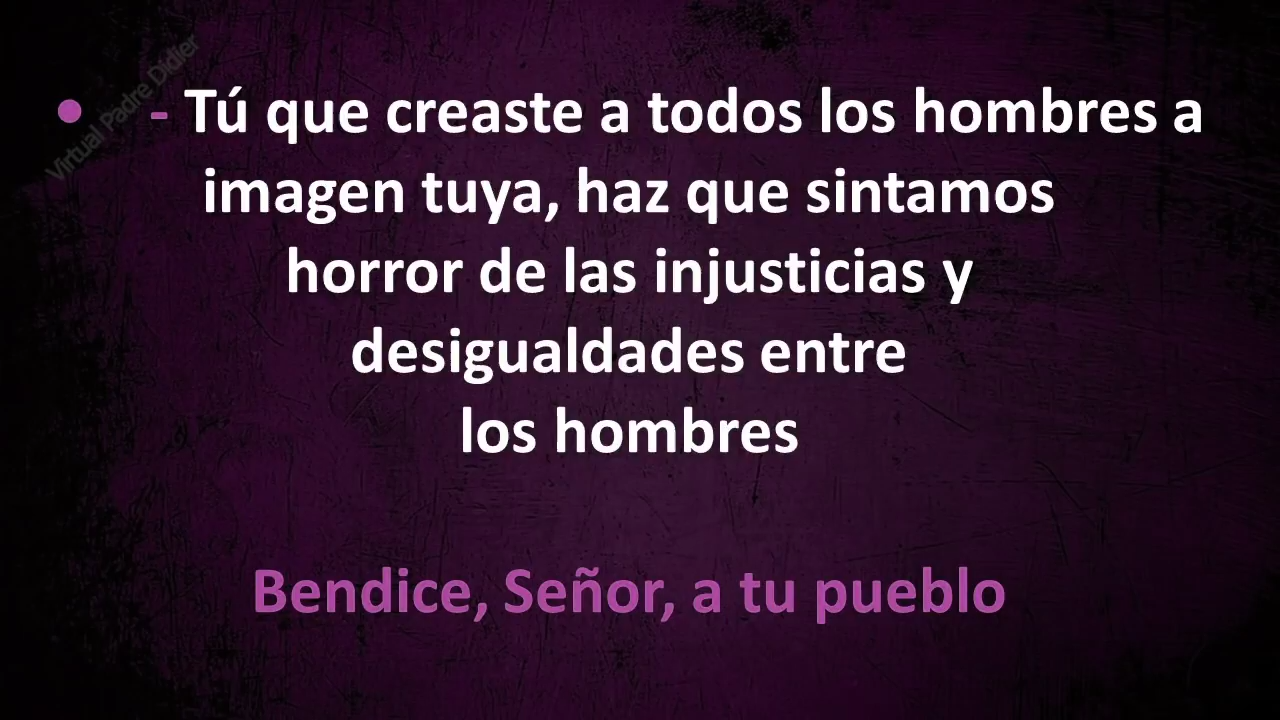 Virtual Padre Didier
• - Tú que creaste a todos los hombres a
imagen tuya, haz que sintamos
horror de las injusticias y
desigualdades entre
los hombres
Bendice, Señor, a tu pueblo